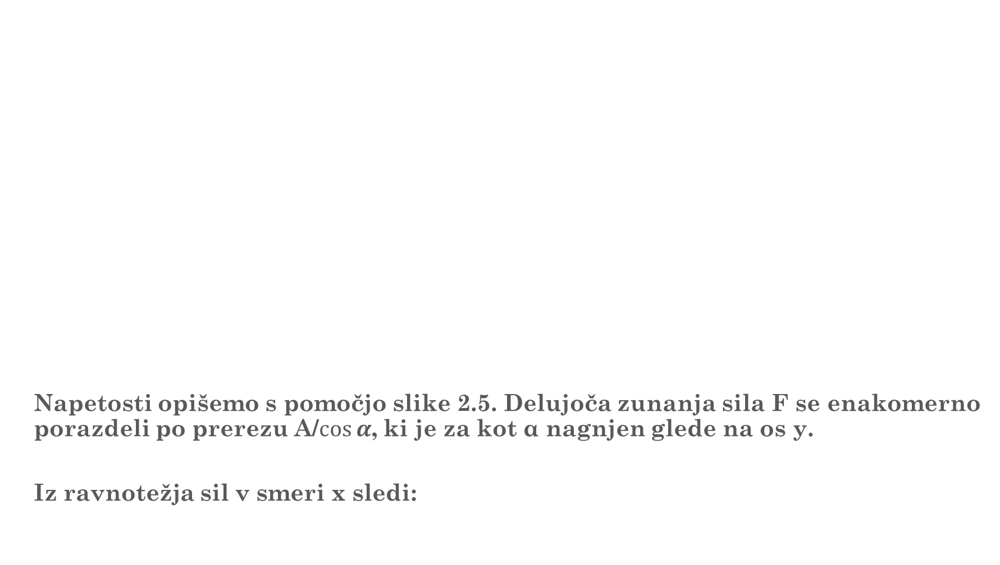 Napetosti opišemo s pomočjo slike 2.5. Delujoča zunanja sila F se enakomerno
porazdeli po prerezu A/cos α, ki je za kot α nagnjen glede na os y.
Iz ravnotežja sil v smeri x sledi: